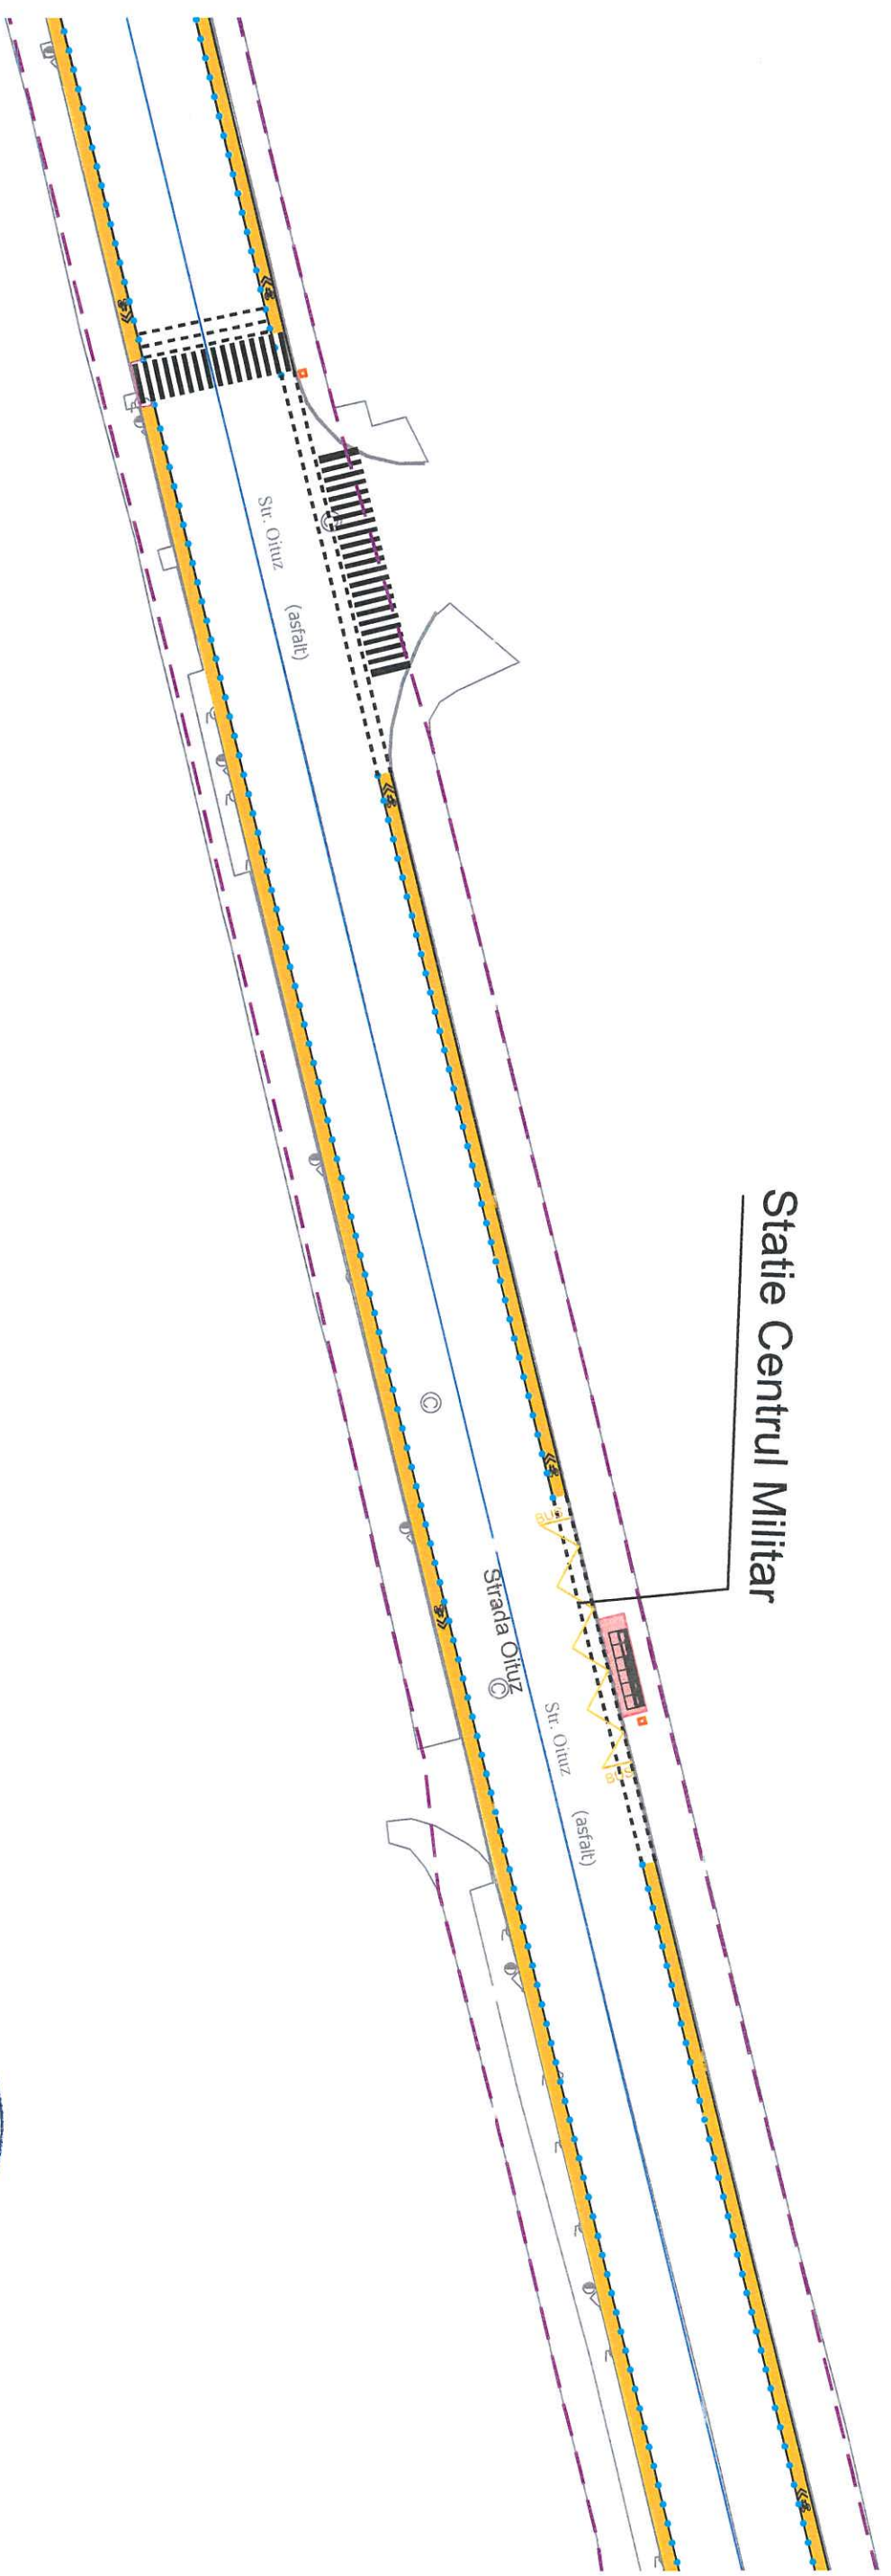 Statie Centrul Militar
Str. Oituz
(asfalt)
BUS
Strada Oituz
Str. Oituz
(asfalt)
BUS
C
C
C